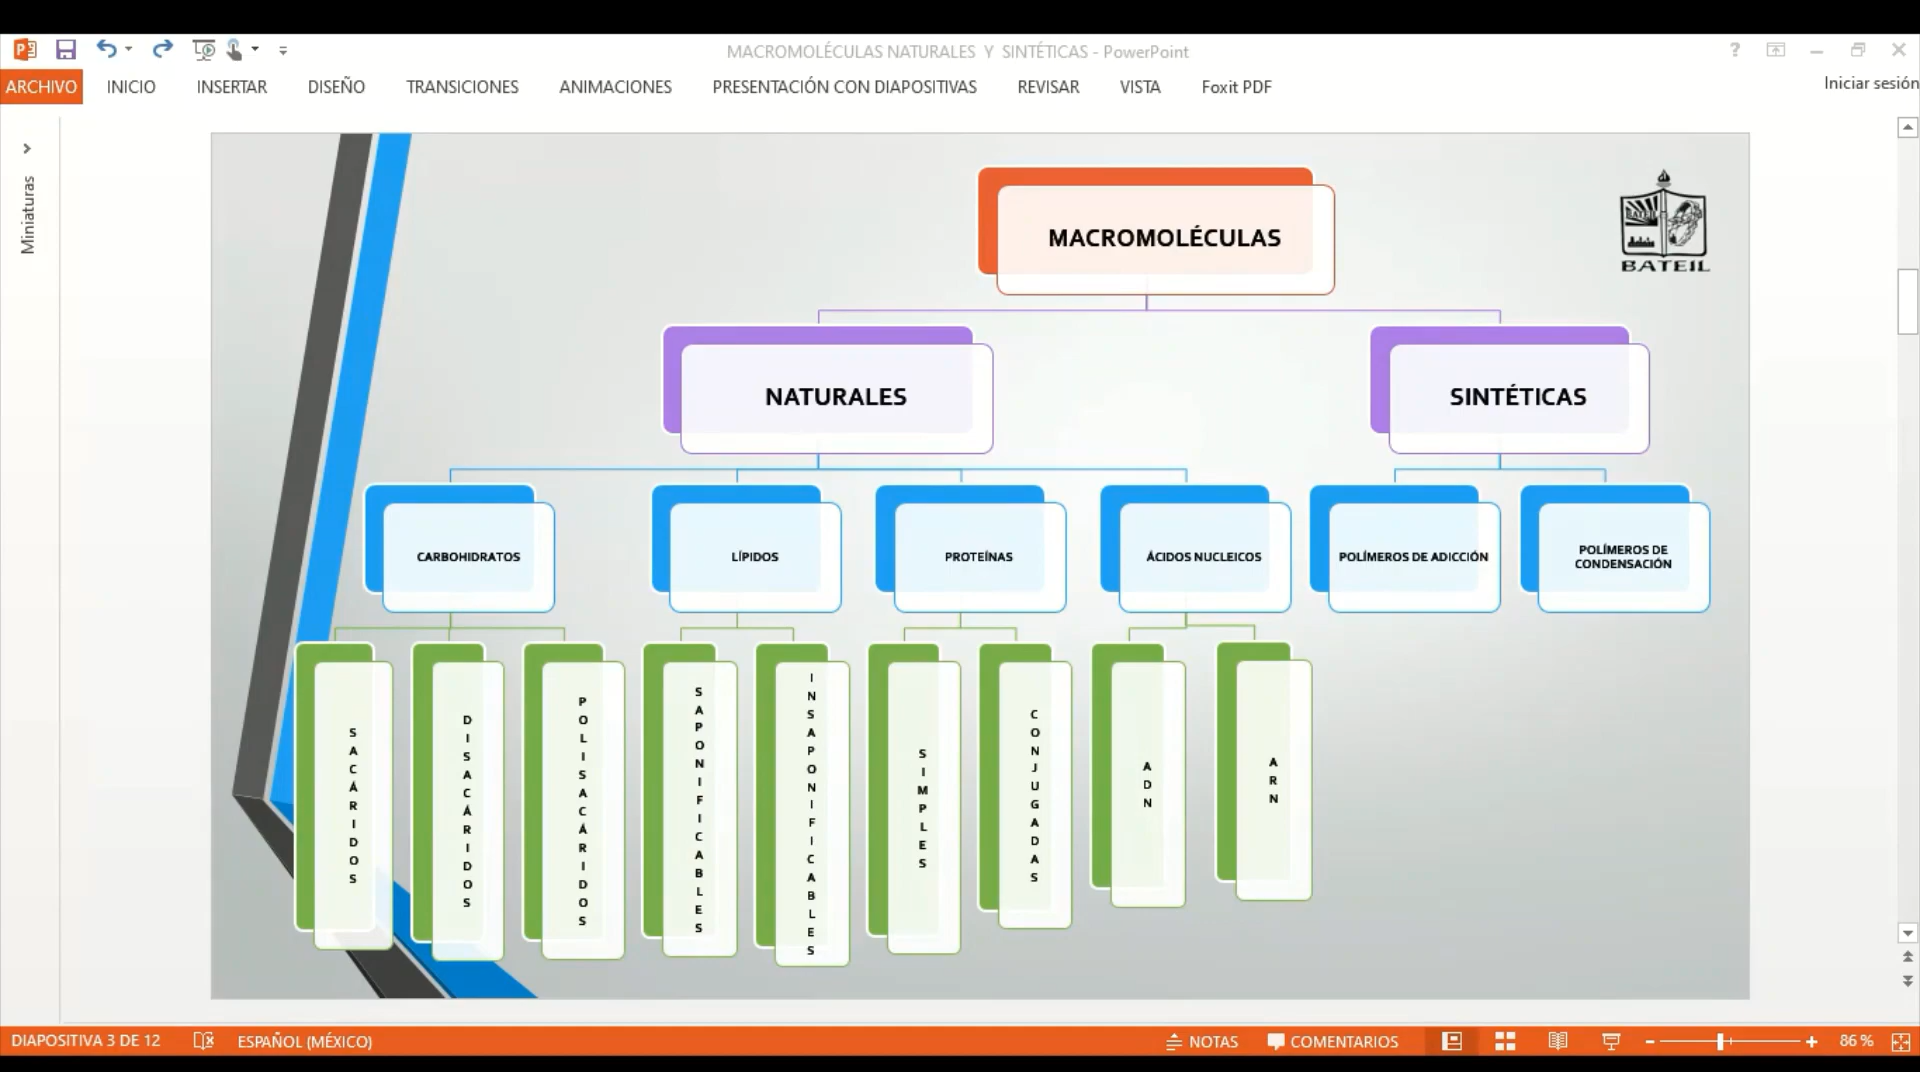 MACROMOLÉCULAS NATURALES Y SINTÉTICAS - PowerPoint
ARCHIVO INICIO INSERTAR DISEÑO TRANSICIONES ANIMACIONES PRESENTACIÓN CON DIAPOSITIVAS REVISAR VISTA Foxit PDF Iniciar sesión
Miniaturas
MACROMOLÉCULAS
BATEIL
NATURALES
SINTÉTICAS
CARBOHIDRATOS
LÍPIDOS
PROTEÍNAS
ÁCIDOS NUCLEICOS
POLÍMEROS DE ADICCIÓN
POLÍMEROS DE
CONDENSACIÓN
SACÁRIDOS
DISACÁRIDOS
POLISACÁRIDOS
SAPONIFICABLES
INSAPONIFICABLES
SIMPLES
CONJUGADAS
ADN
ARN
DIAPOSITIVA 3 DE 12 ESPAÑOL (MÉXICO) NOTAS COMENTARIOS 86 %